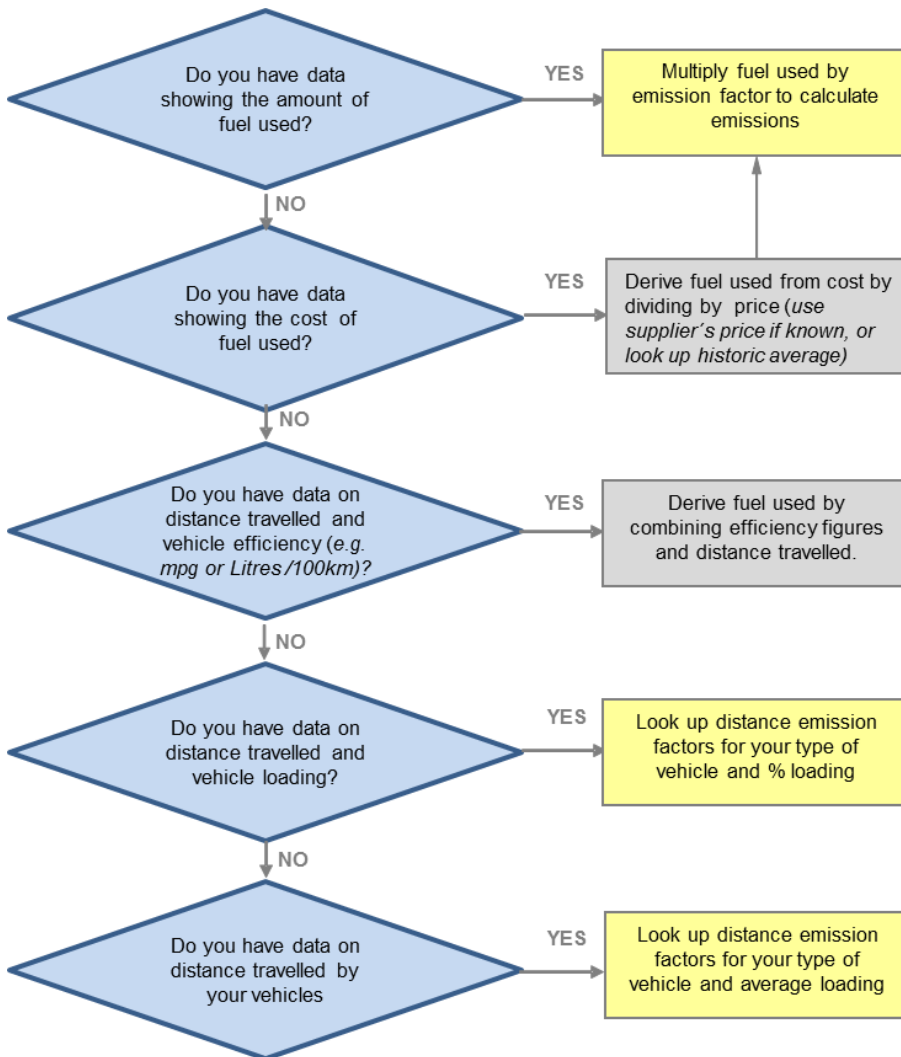 Do you have data
showing the amount of
fuel used?
YES
Multiply fuel used by
emission factor to calculate
emissions
NO
Do you have data
showing the cost of
fuel used?
YES
Derive fuel used from cost by
dividing by price (use
supplier's price if known, or
look up historic average)
NO
Do you have data on
distance travelled and
vehicle efficiency (e.g.
mpg or Litres/100km)?
YES
Derive fuel used by
combining efficiency figures
and distance travelled.
NO
Do you have data on
distance travelled and
vehicle loading?
YES
Look up distance emission
factors for your type of
vehicle and % loading
NO
Do you have data on
distance travelled by
your vehicles
YES
Look up distance emission
factors for your type of
vehicle and average loading